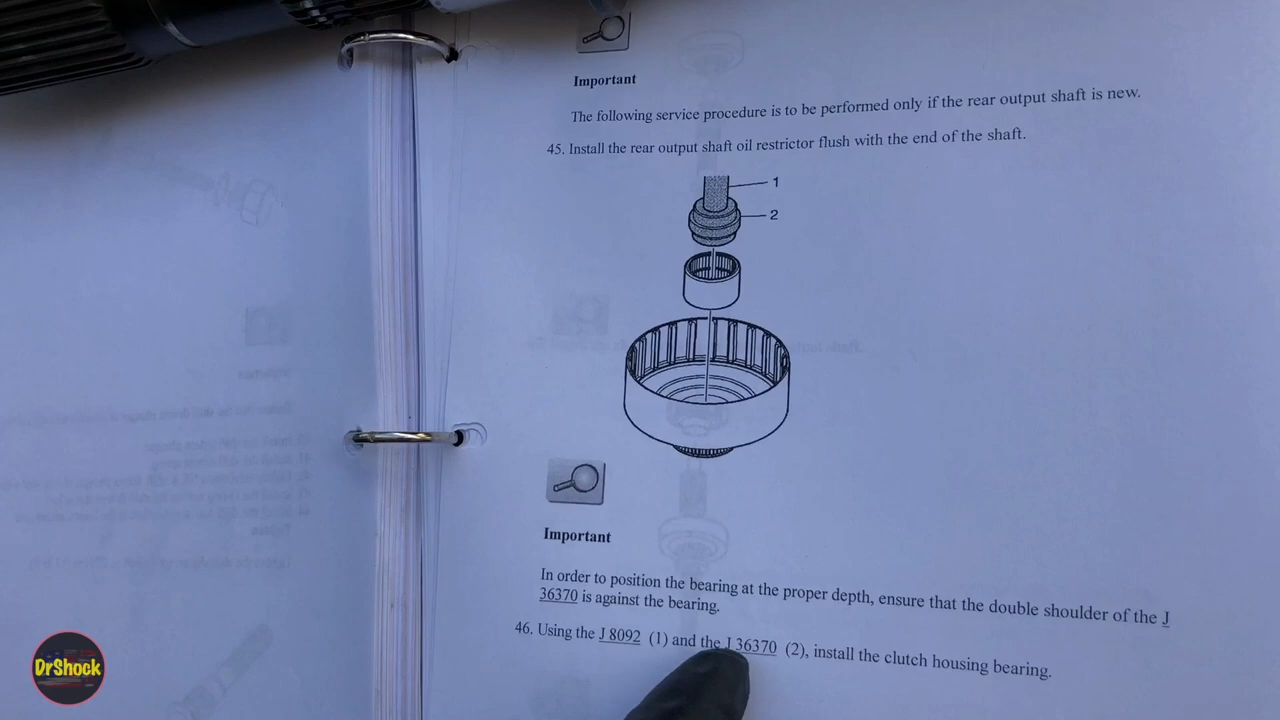 Important
The following service procedure is to be performed only if the rear output shaft is new.
45. Install the rear output shaft oil restrictor flush with the end of the shaft.
1
2
Important
In order to position the bearing at the proper depth, ensure that the double shoulder of the J
36370 is against the bearing.
46. Using the J 8092 (1) and the J 36370 (2), install the clutch housing bearing.
DrShock